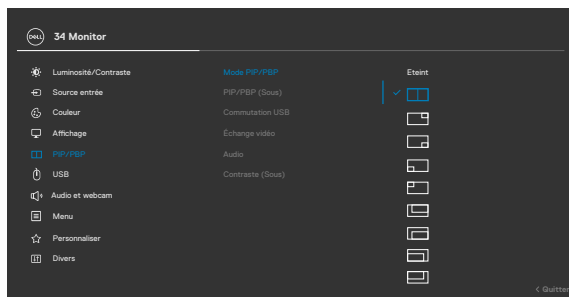 DELL 34 Monitor
Luminosité/Contraste Mode PIP/PBP Eteint
Source entrée PIP/PBP (Sous)
Couleur Commutation USB
Affichage Échange vidéo
PIP/PBP Audio
USB Contraste (Sous)
Audio et webcam
Menu
Personnaliser
Divers
< Quitter